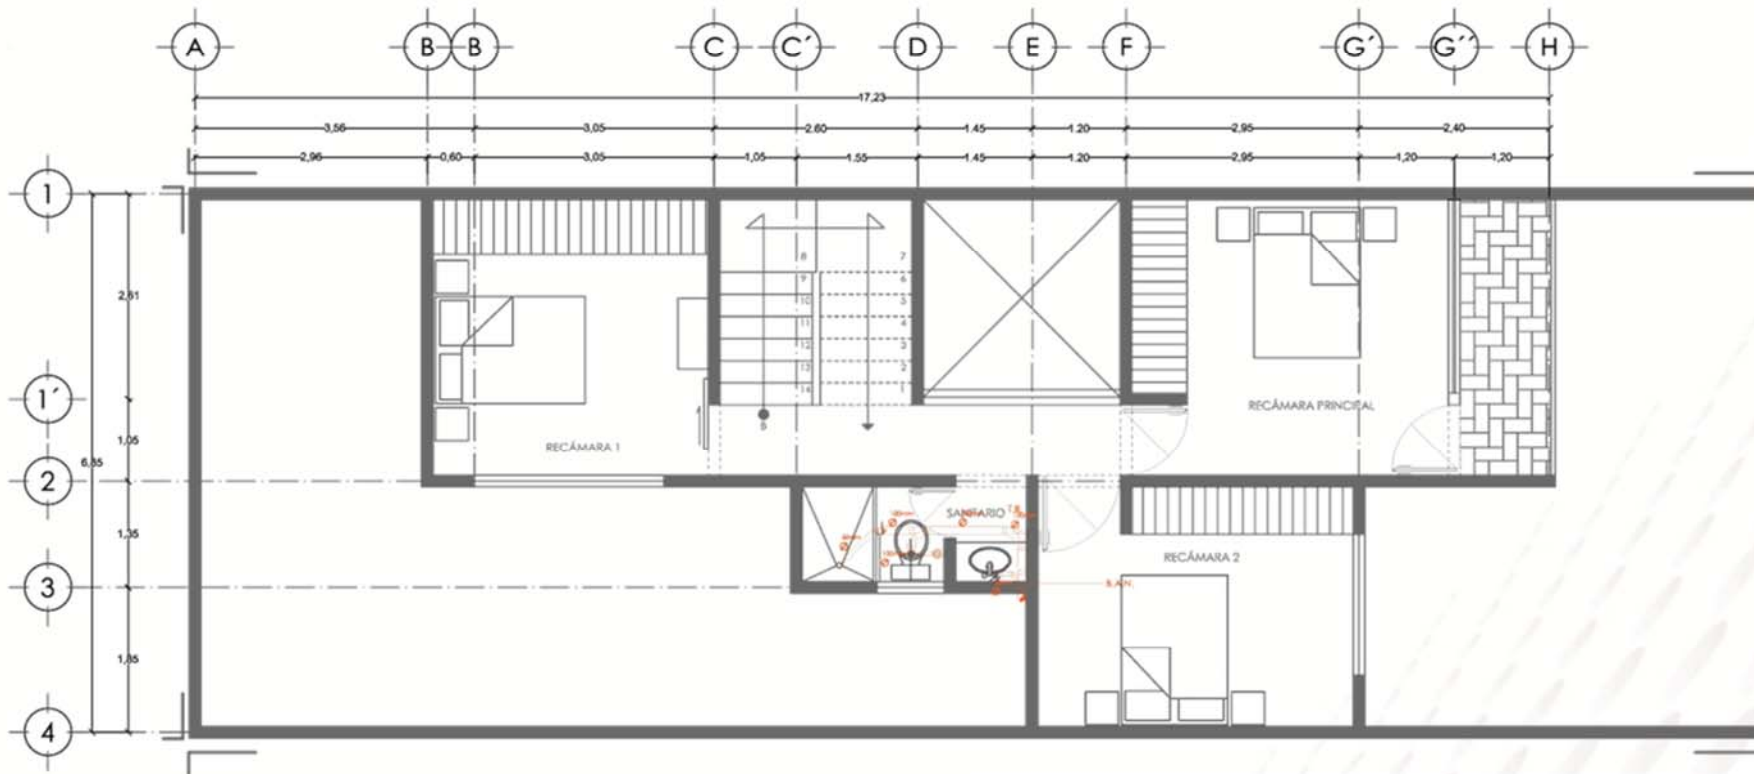 A B B C C´ D E F G´ G´´ H
17,23
3,56 3,05 2.60 1.45 1.20 2,95 2,40
2,96 0,60 3,05 1,05 1.55 1.45 1.20 2,95 1,20 1,20
1
2,61
8 7
9 6
10 5
11 4
12 3
13 2
14 1
1´
RECÁMARA PRINCIPAL
1,05
S
RECÁMARA 1
6,85
2
SANITARIO
1,35
RECÁMARA 2
3
B.A.N.
1,85
4